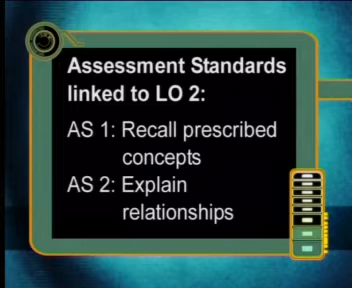 Assessment Standards
linked to LO 2:
AS 1: Recall prescribed
concepts
AS 2: Explain
relationships